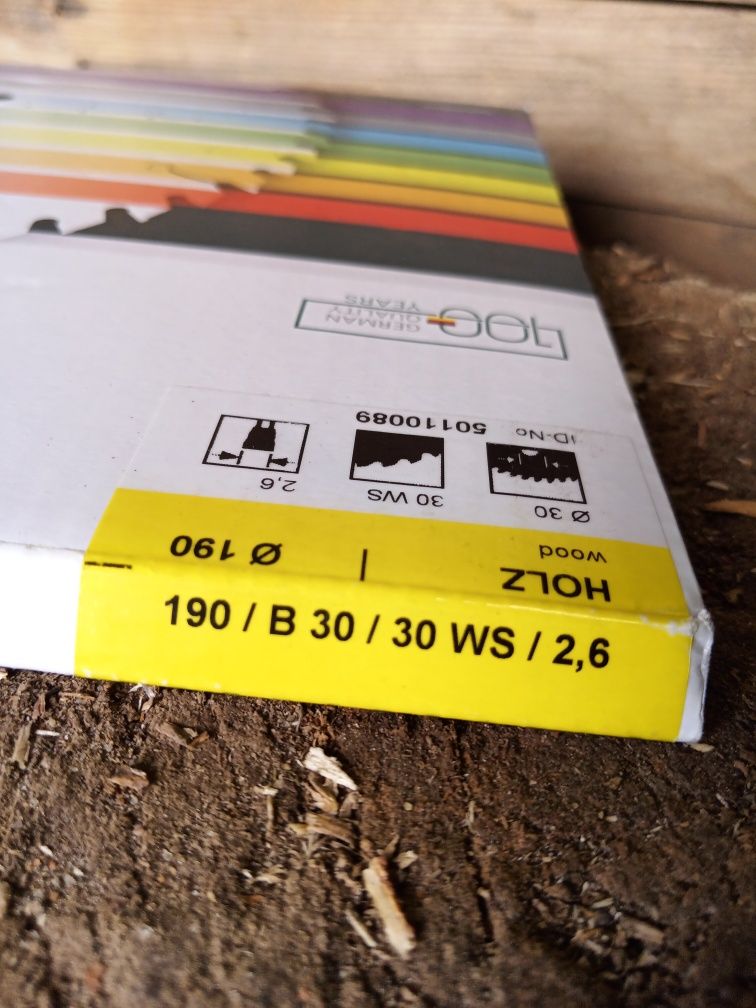 100
GERMAN
QUALITY
YEARS
ID-No 50110089
Ø 30
30 WS
2,6
wood
HOLZ | Ø 190
190 / B 30 / 30 WS / 2,6